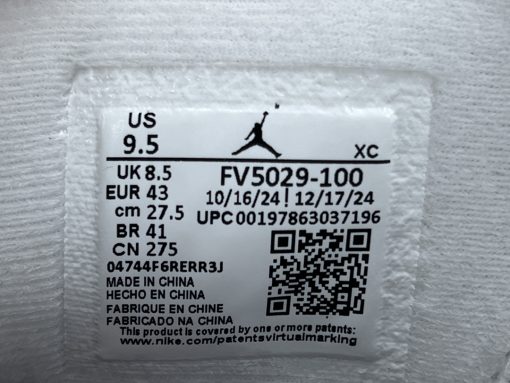 US
9.5
XC
UK 8.5
EUR 43
cm 27.5
BR 41
CN 275
FV5029-100
10/16/24 12/17/24
UPC 00197863037196
04744F6RERR3J
MADE IN CHINA
HECHO EN CHINA
FABRIQUE EN CHINE
FABRICADO NA CHINA
This product is covered by one or more patents:
www.nike.com/patentsvirtualmarking